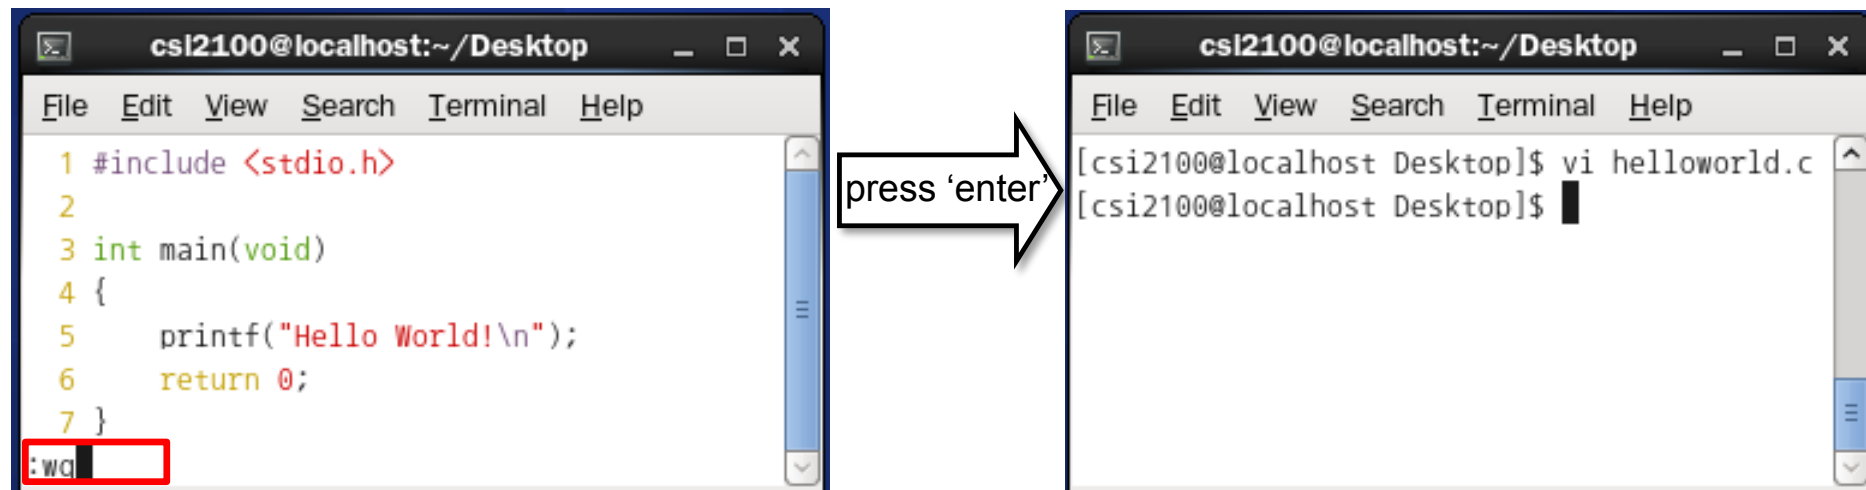 csi2100@localhost:~/Desktop
File Edit View Search Terminal Help
1 #include <stdio.h>
2
3 int main(void)
4 {
5     printf("Hello World!\n");
6     return 0;
7 }
:wq
press ‘enter’
csi2100@localhost:~/Desktop
File Edit View Search Terminal Help
[csi2100@localhost Desktop]$ vi helloworld.c
[csi2100@localhost Desktop]$